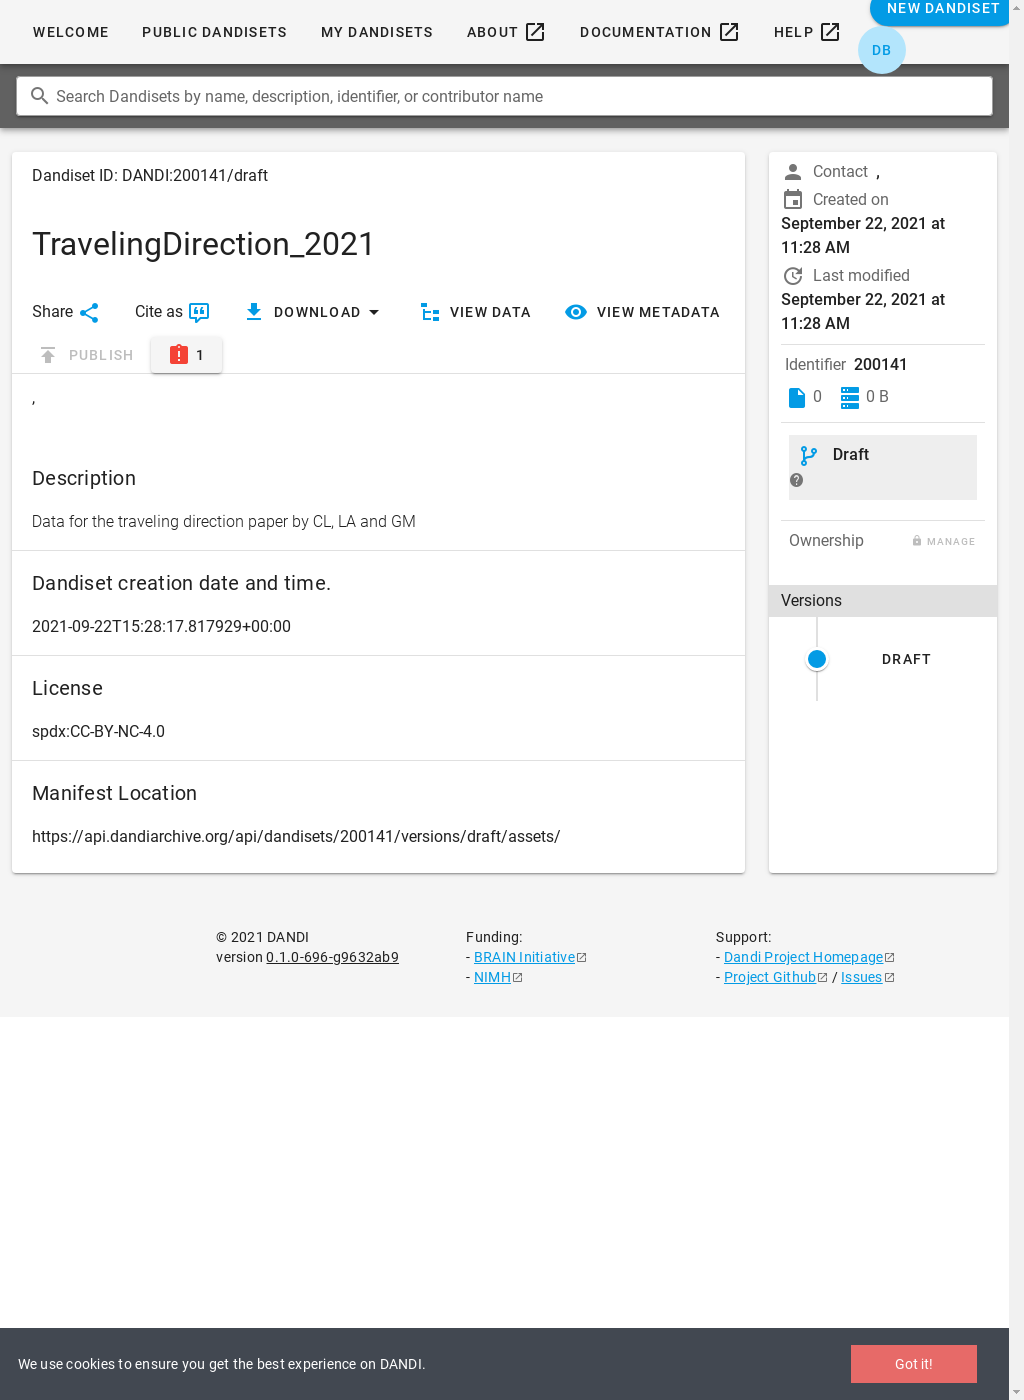 NEW DANDISET
WELCOME PUBLIC DANDISETS MY DANDISETS ABOUT DOCUMENTATION HELP
DB
Search Dandisets by name, description, identifier, or contributor name
Dandiset ID: DANDI:200141/draft
TravelingDirection_2021
Share Cite as DOWNLOAD VIEW DATA VIEW METADATA
PUBLISH 1
,
Description
Data for the traveling direction paper by CL, LA and GM
Dandiset creation date and time.
2021-09-22T15:28:17.817929+00:00
License
spdx:CC-BY-NC-4.0
Manifest Location
https://api.dandiarchive.org/api/dandisets/200141/versions/draft/assets/
Contact ,
Created on
September 22, 2021 at
11:28 AM
Last modified
September 22, 2021 at
11:28 AM
Identifier 200141
0 0 B
Draft
Ownership MANAGE
Versions
DRAFT
© 2021 DANDI
version 0.1.0-696-g9632ab9
Funding:
- BRAIN Initiative
- NIMH
Support:
- Dandi Project Homepage
- Project Github / Issues
We use cookies to ensure you get the best experience on DANDI.
Got it!